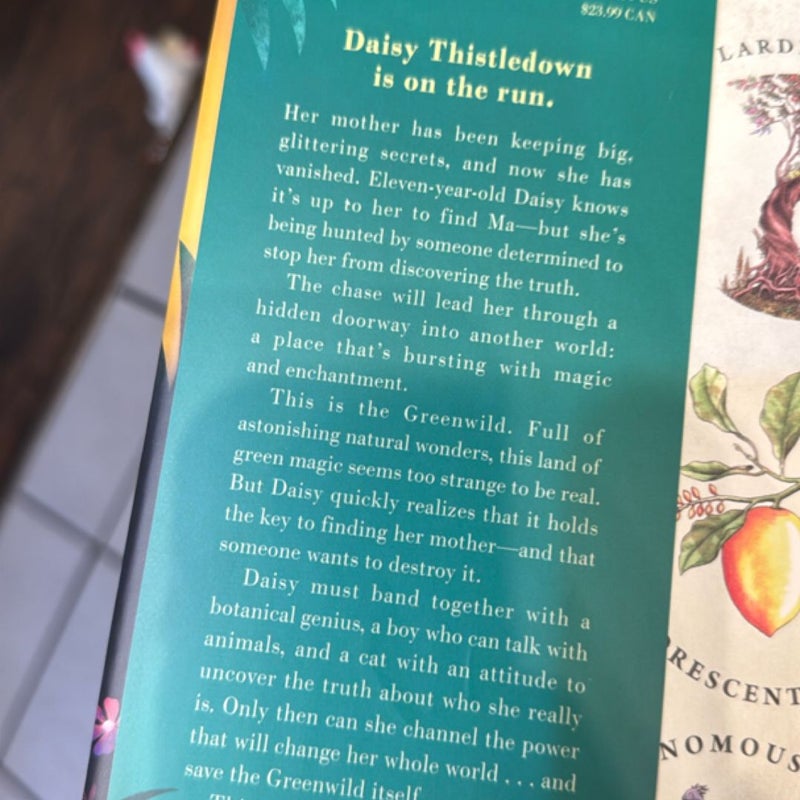 $23.99 CAN
Daisy Thistledown
is on the run.
Her mother has been keeping big,
glittering secrets, and now she has
vanished. Eleven-year-old Daisy knows
it's up to her to find Ma—but she's
being hunted by someone determined to
stop her from discovering the truth.
The chase will lead her through a
hidden doorway into another world:
a place that's bursting with magic
and enchantment.
This is the Greenwild. Full of
astonishing natural wonders, this land of
green magic seems too strange to be real.
But Daisy quickly realizes that it holds
the key to finding her mother—and that
someone wants to destroy it.
Daisy must band together with a
botanical genius, a boy who can talk with
animals, and a cat with an attitude to
uncover the truth about who she really
is. Only then can she channel the power
that will change her whole world . . . and
save the Greenwild itself.
LARD
RESCENT
NOMOUS